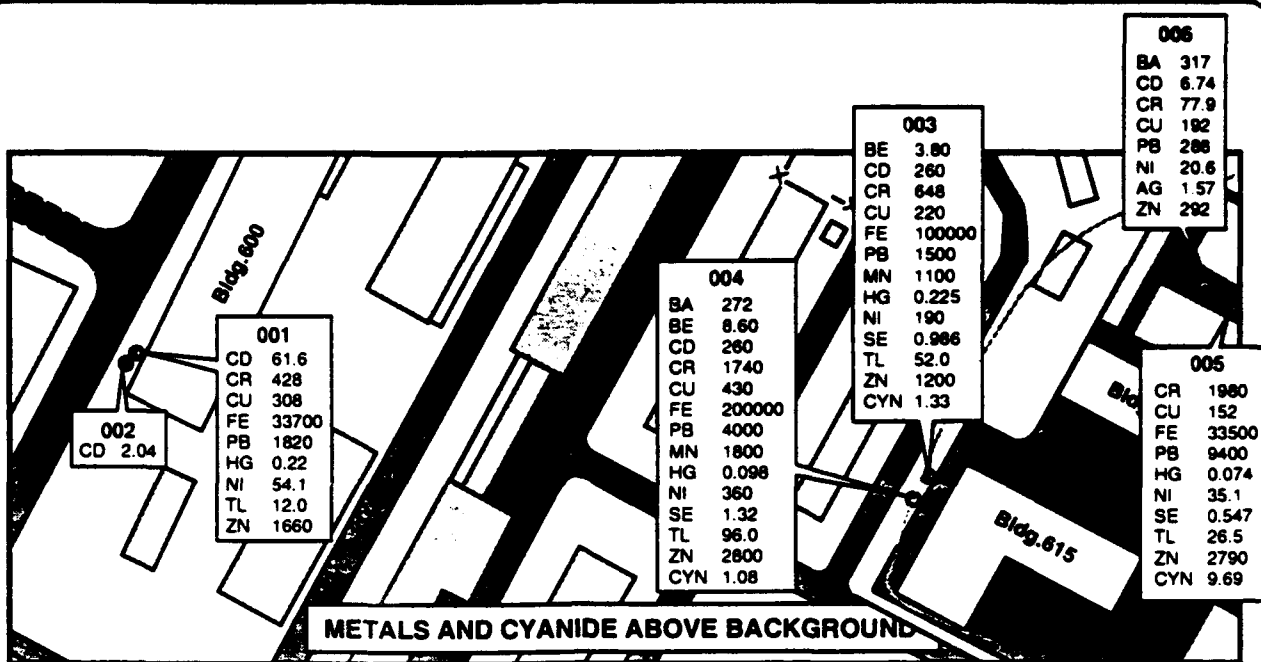 006
BA 317
CD 6.74
CR 77.9
CU 192
PB 288
NI 20.6
AG 1.57
ZN 292
003
BE 3.80
CD 260
CR 648
CU 220
FE 100000
PB 1500
MN 1100
HG 0.225
NI 190
SE 0.986
TL 52.0
ZN 1200
CYN 1.33
Bldg.600
004
BA 272
BE 8.60
CD 260
CR 1740
CU 430
FE 200000
PB 4000
MN 1800
HG 0.098
NI 360
SE 1.32
TL 96.0
ZN 2800
CYN 1.08
001
CD 61.6
CR 428
CU 308
FE 33700
PB 1820
HG 0.22
NI 54.1
TL 12.0
ZN 1660
002
CD 2.04
005
CR 1980
CU 152
FE 33500
PB 9400
HG 0.074
NI 35.1
SE 0.547
TL 26.5
ZN 2790
CYN 9.69
Bldg.615
METALS AND CYANIDE ABOVE BACKGROUND